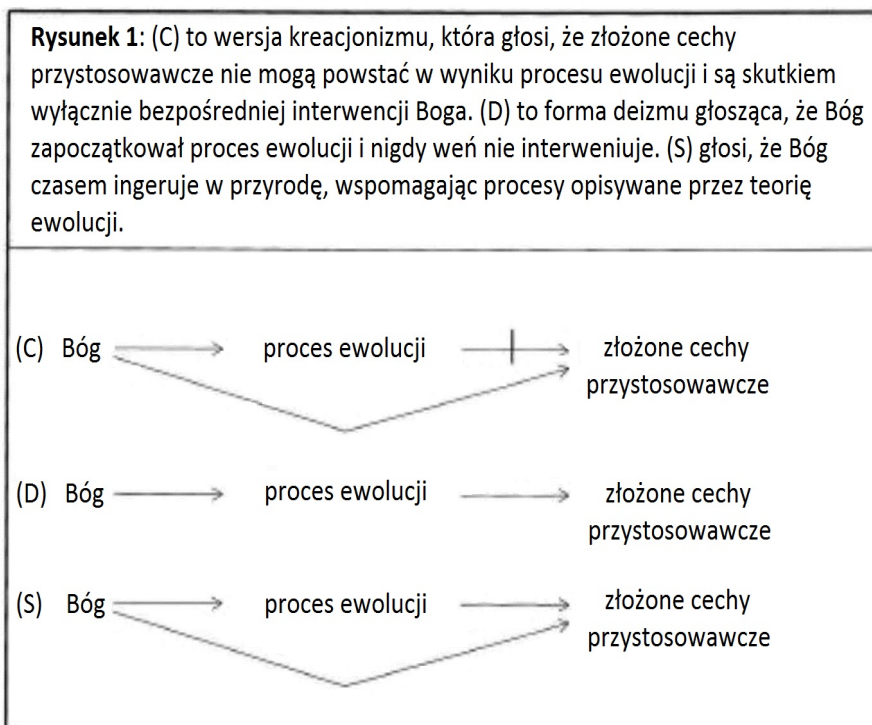 Rysunek 1: (C) to wersja kreacjonizmu, która głosi, że złożone cechy
przystosowawcze nie mogą powstać w wyniku procesu ewolucji i są skutkiem
wyłącznie bezpośredniej interwencji Boga. (D) to forma deizmu głosząca, że Bóg
zapoczątkował proces ewolucji i nigdy weń nie interweniuje. (S) głosi, że Bóg
czasem ingeruje w przyrodę, wspomagając procesy opisywane przez teorię
ewolucji.
(C) Bóg proces ewolucji złożone cechy
przystosowawcze
(D) Bóg proces ewolucji złożone cechy
przystosowawcze
(S) Bóg proces ewolucji złożone cechy
przystosowawcze